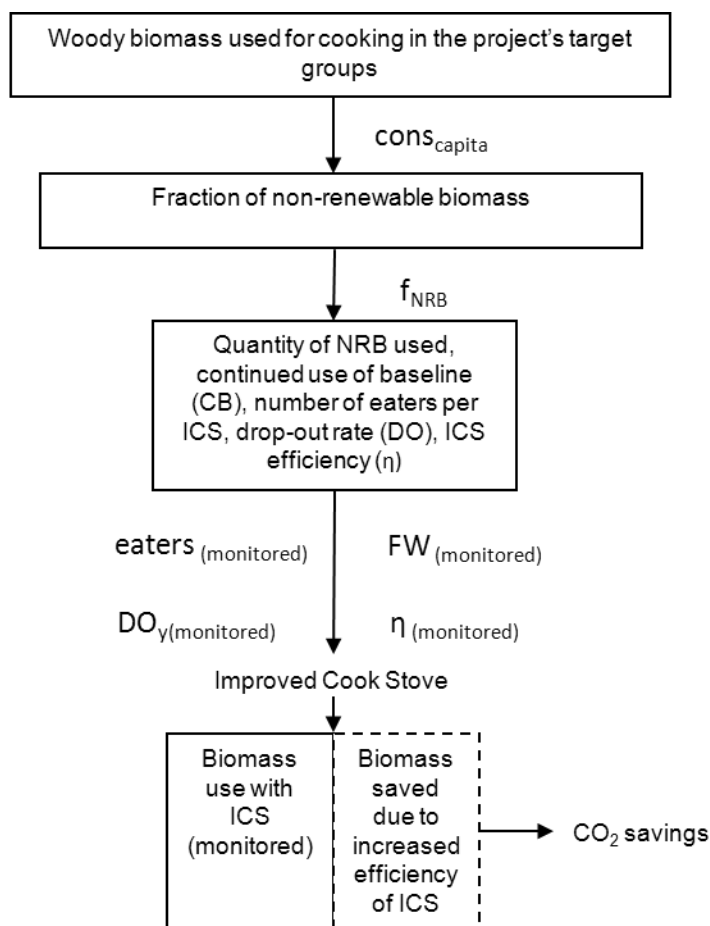 Woody biomass used for cooking in the project's target
groups
cons capita
Fraction of non-renewable biomass
f NRB
Quantity of NRB used,
continued use of baseline
(CB), number of eaters per
ICS, drop-out rate (DO), ICS
efficiency (η)
eaters (monitored) FW (monitored)
DO y(monitored) η (monitored)
Improved Cook Stove
Biomass
use with
ICS
(monitored)
Biomass
saved
due to
increased
efficiency
of ICS
CO2 savings